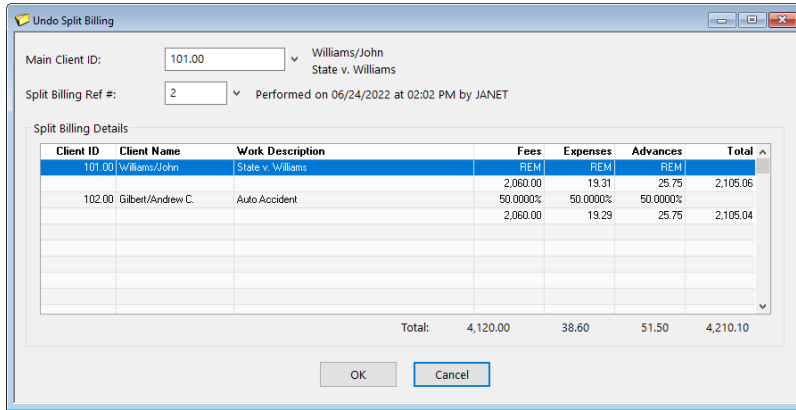 Undo Split Billing
Main Client ID: 101.00 Williams/John
State v. Williams
Split Billing Ref #: 2 Performed on 06/24/2022 at 02:02 PM by JANET
Split Billing Details
Client ID Client Name Work Description Fees Expenses Advances Total
101.00 Williams/John State v. Williams REM REM REM
2,060.00 19.31 25.75 2,105.06
102.00 Gilbert/Andrew C. Auto Accident 50.0000% 50.0000% 50.0000%
2,060.00 19.29 25.75 2,105.04
Total: 4,120.00 38.60 51.50 4,210.10
OK Cancel